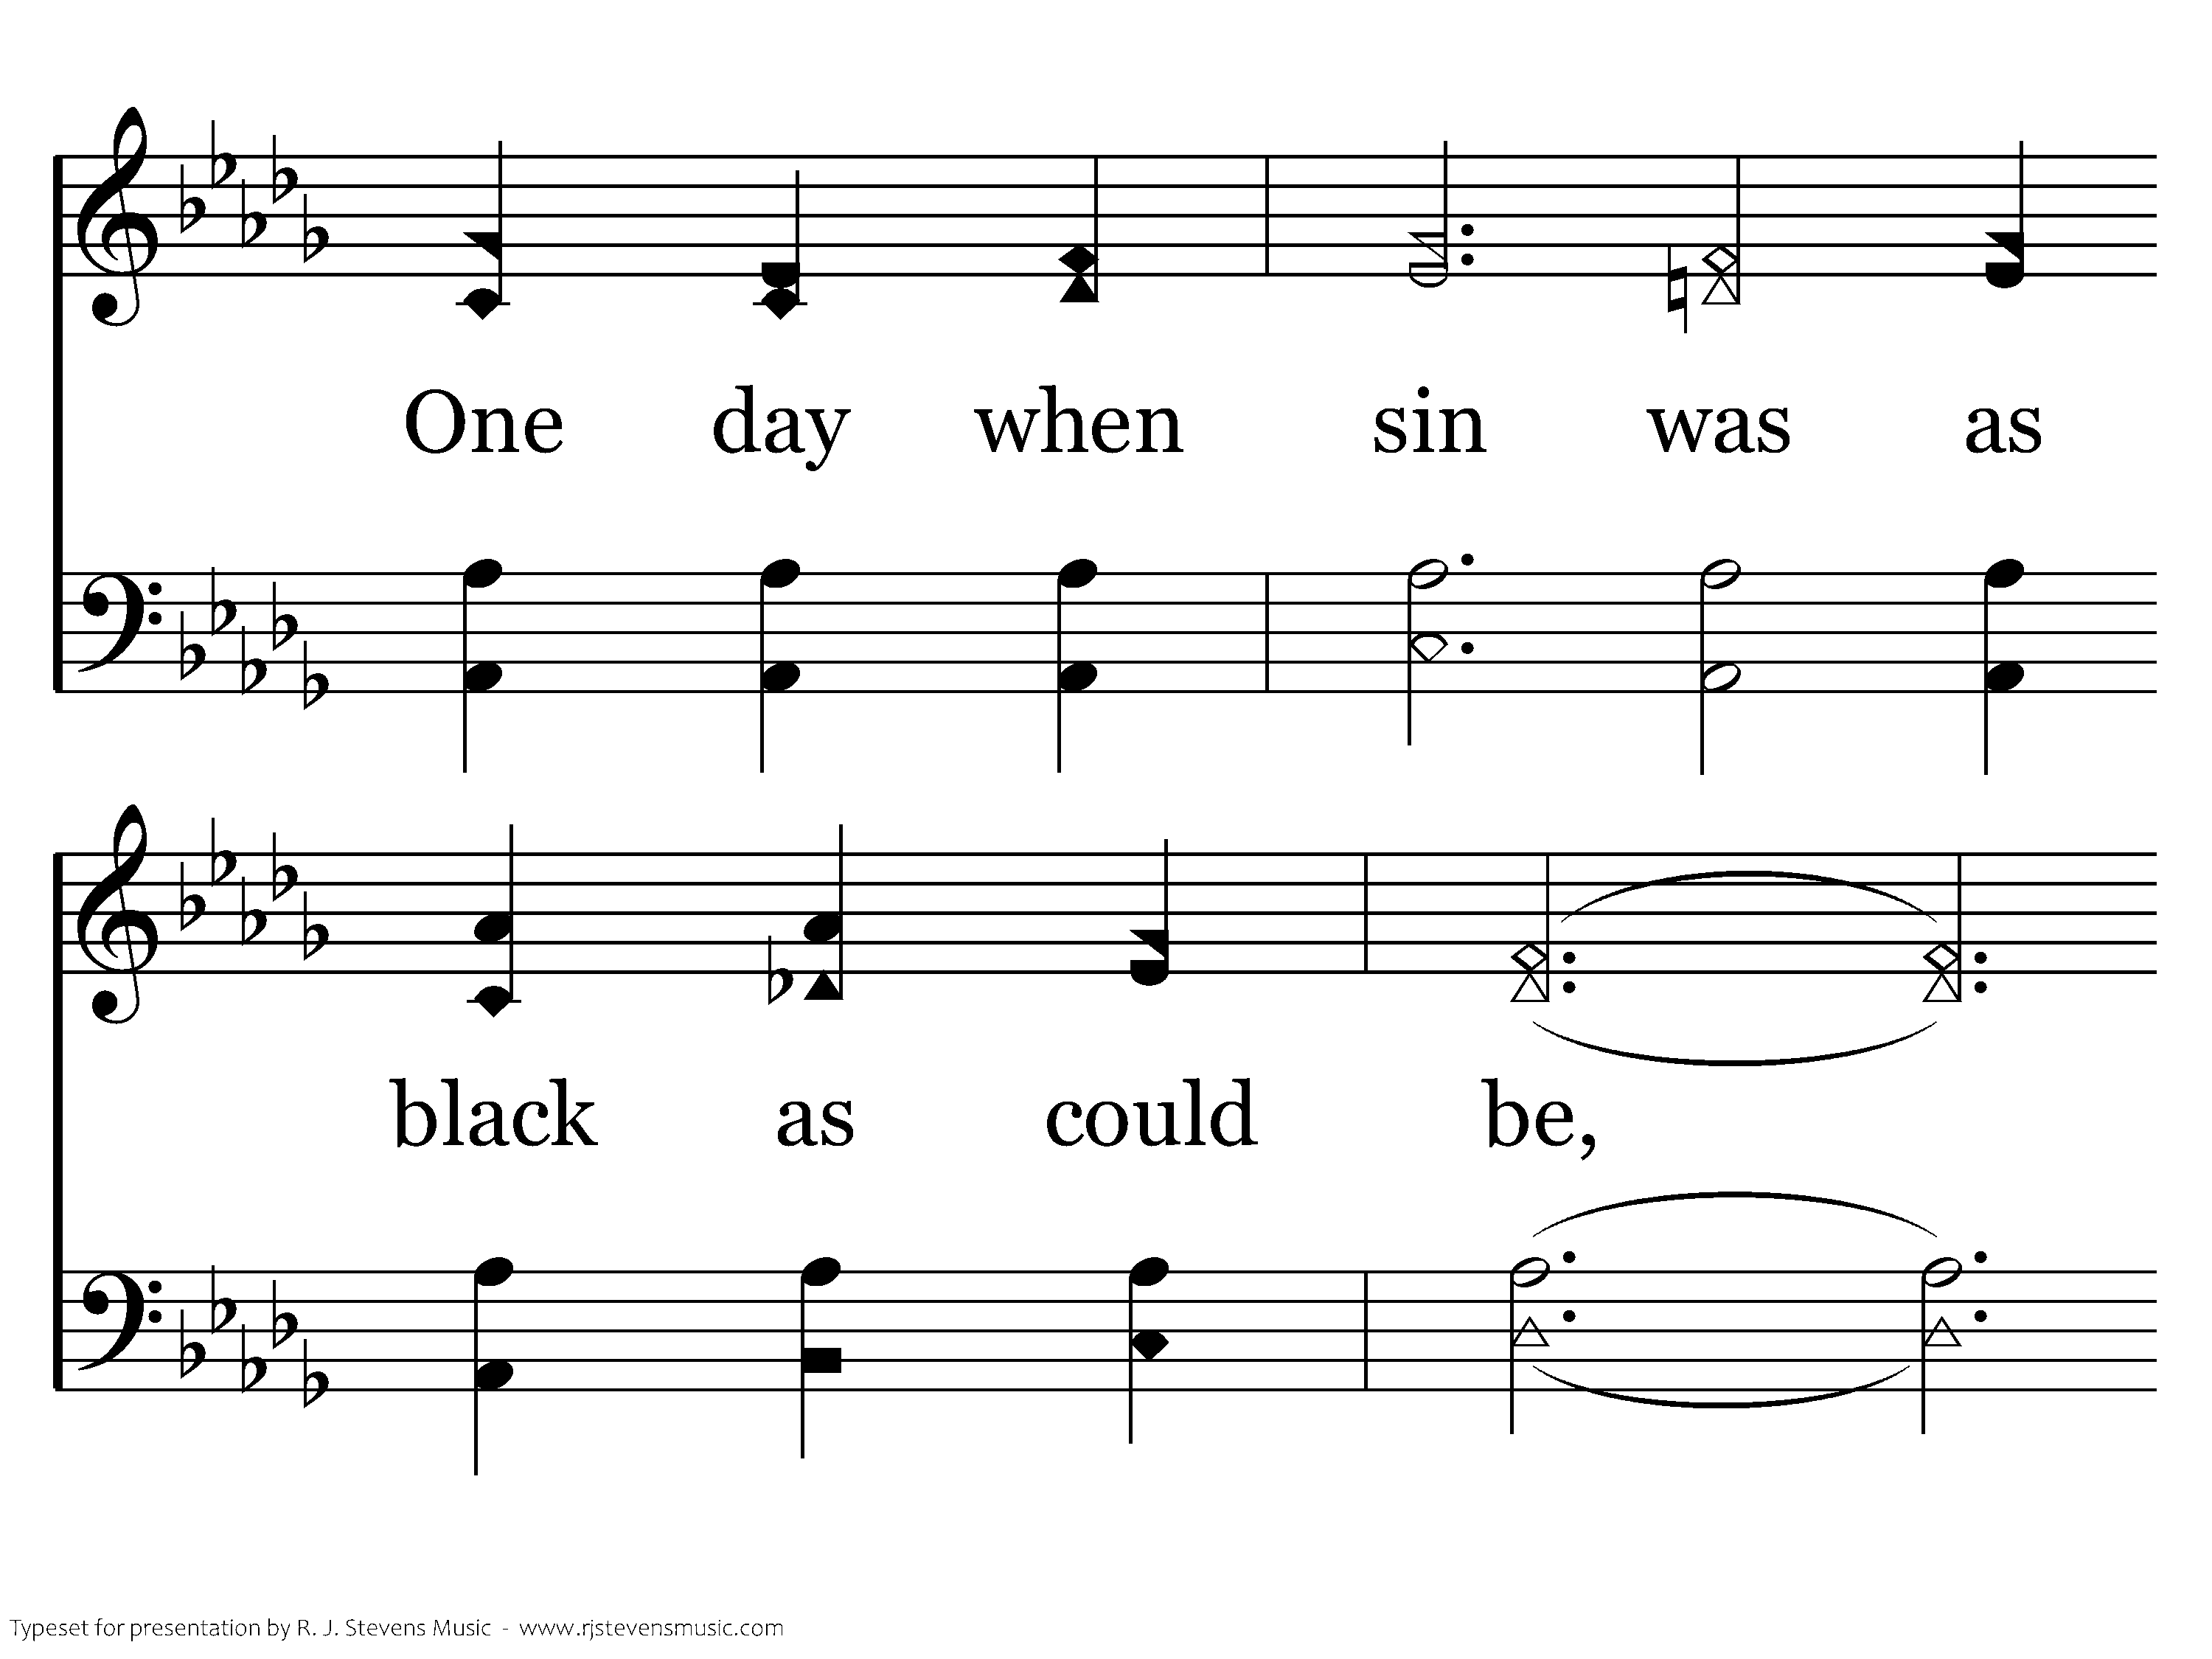 One day when sin was as
black as could be,
Typeset for presentation by R. J. Stevens Music - www.rjstevensmusic.com